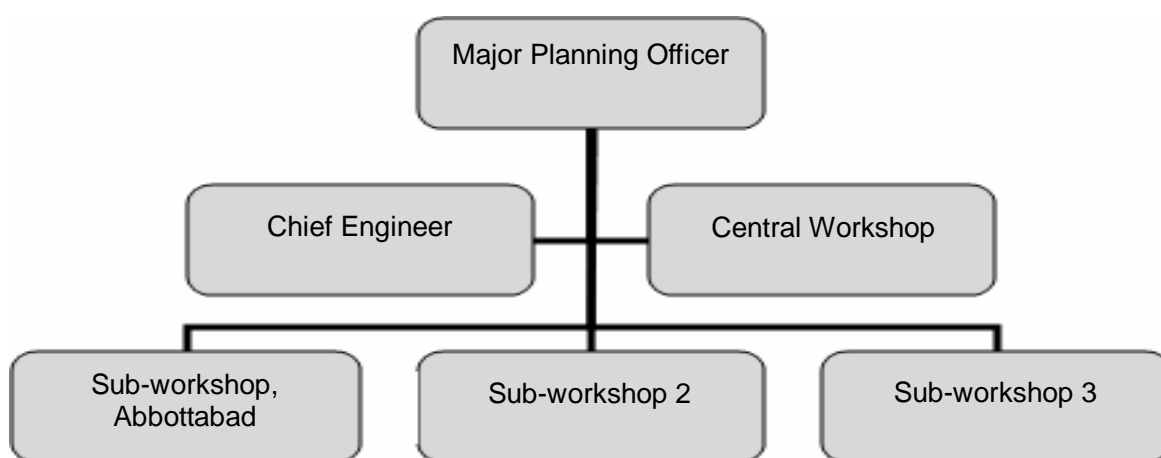 Major Planning Officer
Chief Engineer
Central Workshop
Sub-workshop,
Abbottabad
Sub-workshop 2
Sub-workshop 3